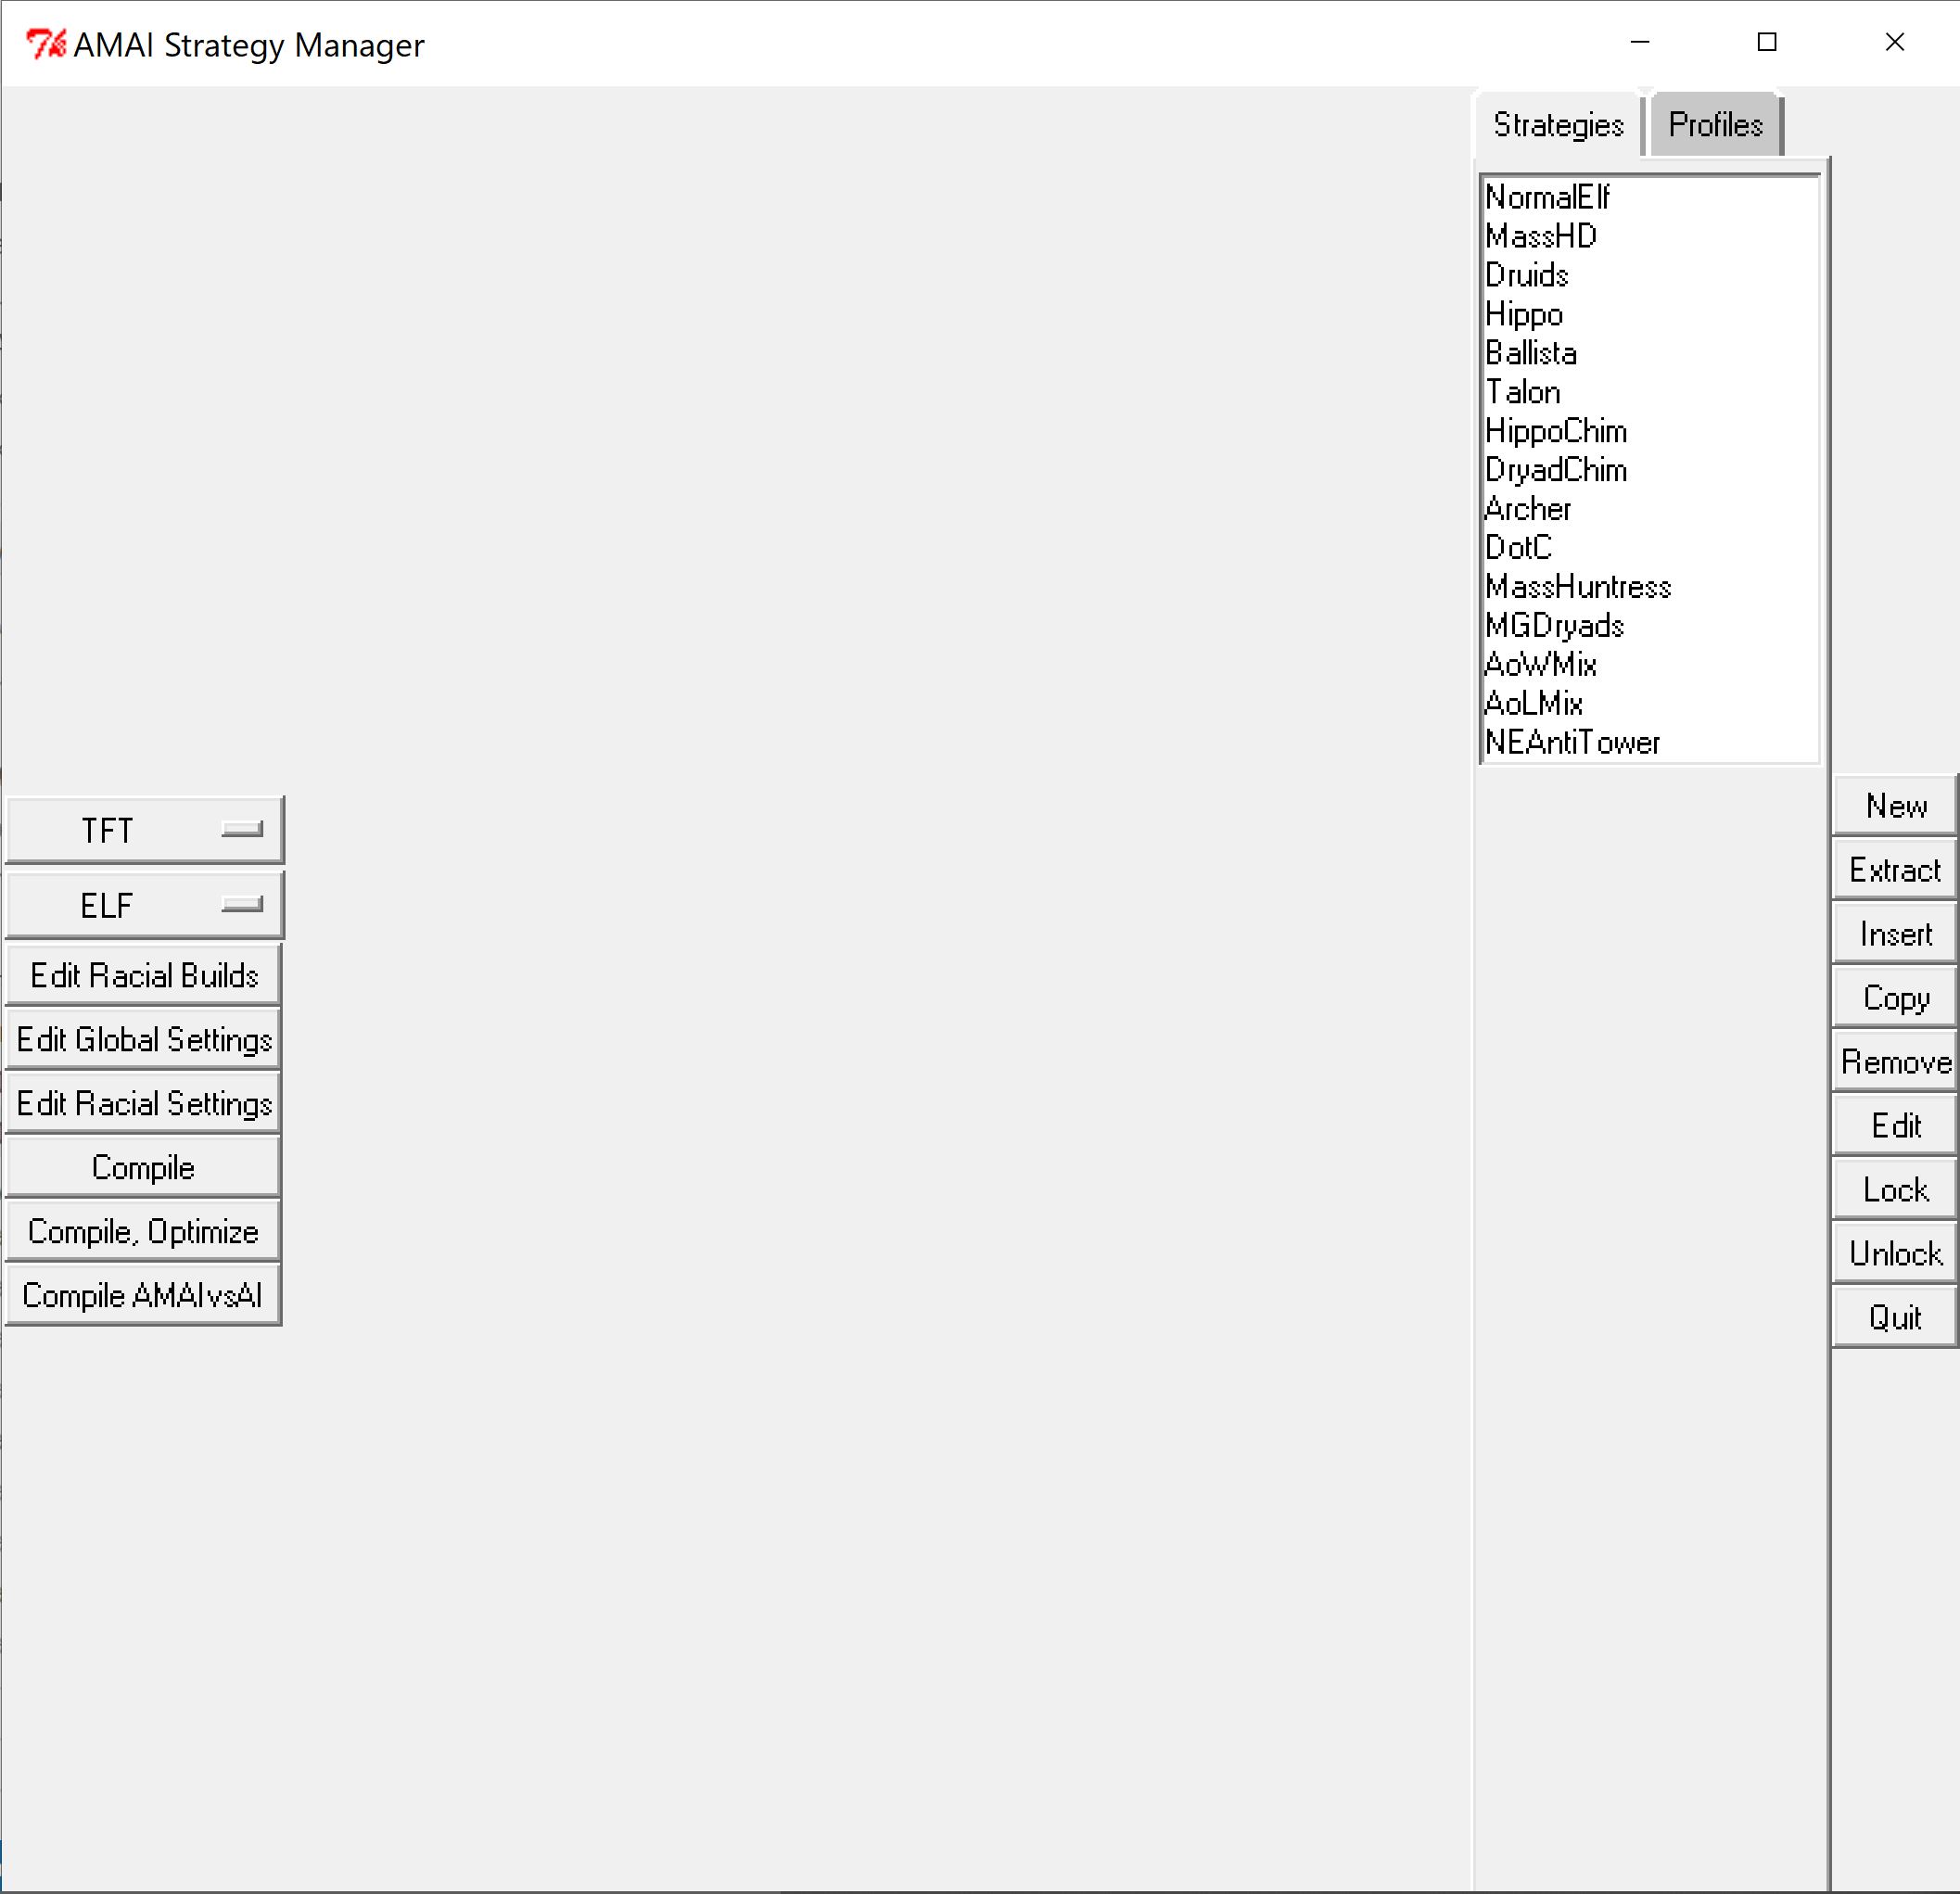 AMAI Strategy Manager
Strategies
Profiles
NormalElf
MassHD
Druids
Hippo
Ballista
Talon
HippoChim
DryadChim
Archer
DotC
MassHuntress
MGDryads
AoWMix
AoLMix
NEAntiTower
TFT
ELF
Edit Racial Builds
Edit Global Settings
Edit Racial Settings
Compile
Compile, Optimize
Compile AMAIvsAI
New
Extract
Insert
Copy
Remove
Edit
Lock
Unlock
Quit